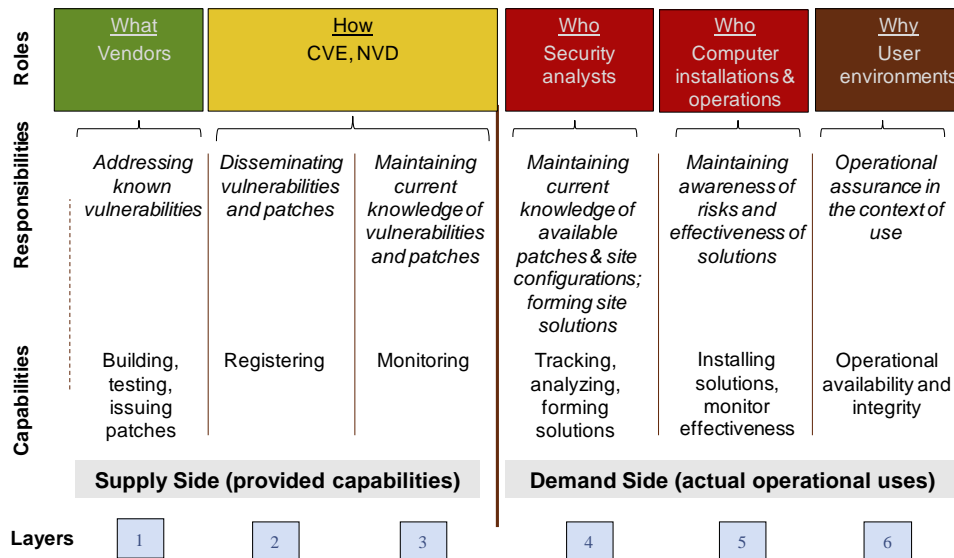 Roles
What
Vendors
How
CVE, NVD
Who
Security
analysts
Who
Computer
installations &
operations
Why
User
environments
Responsibilities
Addressing
known
vulnerabilities
Disseminating
vulnerabilities
and patches
Maintaining
current
knowledge of
vulnerabilities
and patches
Maintaining
current
knowledge of
available
patches & site
configurations;
forming site
solutions
Maintaining
awareness of
risks and
effectiveness of
solutions
Operational
assurance in
the context of
use
Capabilities
Building,
testing,
issuing
patches
Registering
Monitoring
Tracking,
analyzing,
forming
solutions
Installing
solutions,
monitor
effectiveness
Operational
availability and
integrity
Supply Side (provided capabilities)
Demand Side (actual operational uses)
Layers
1
2
3
4
5
6